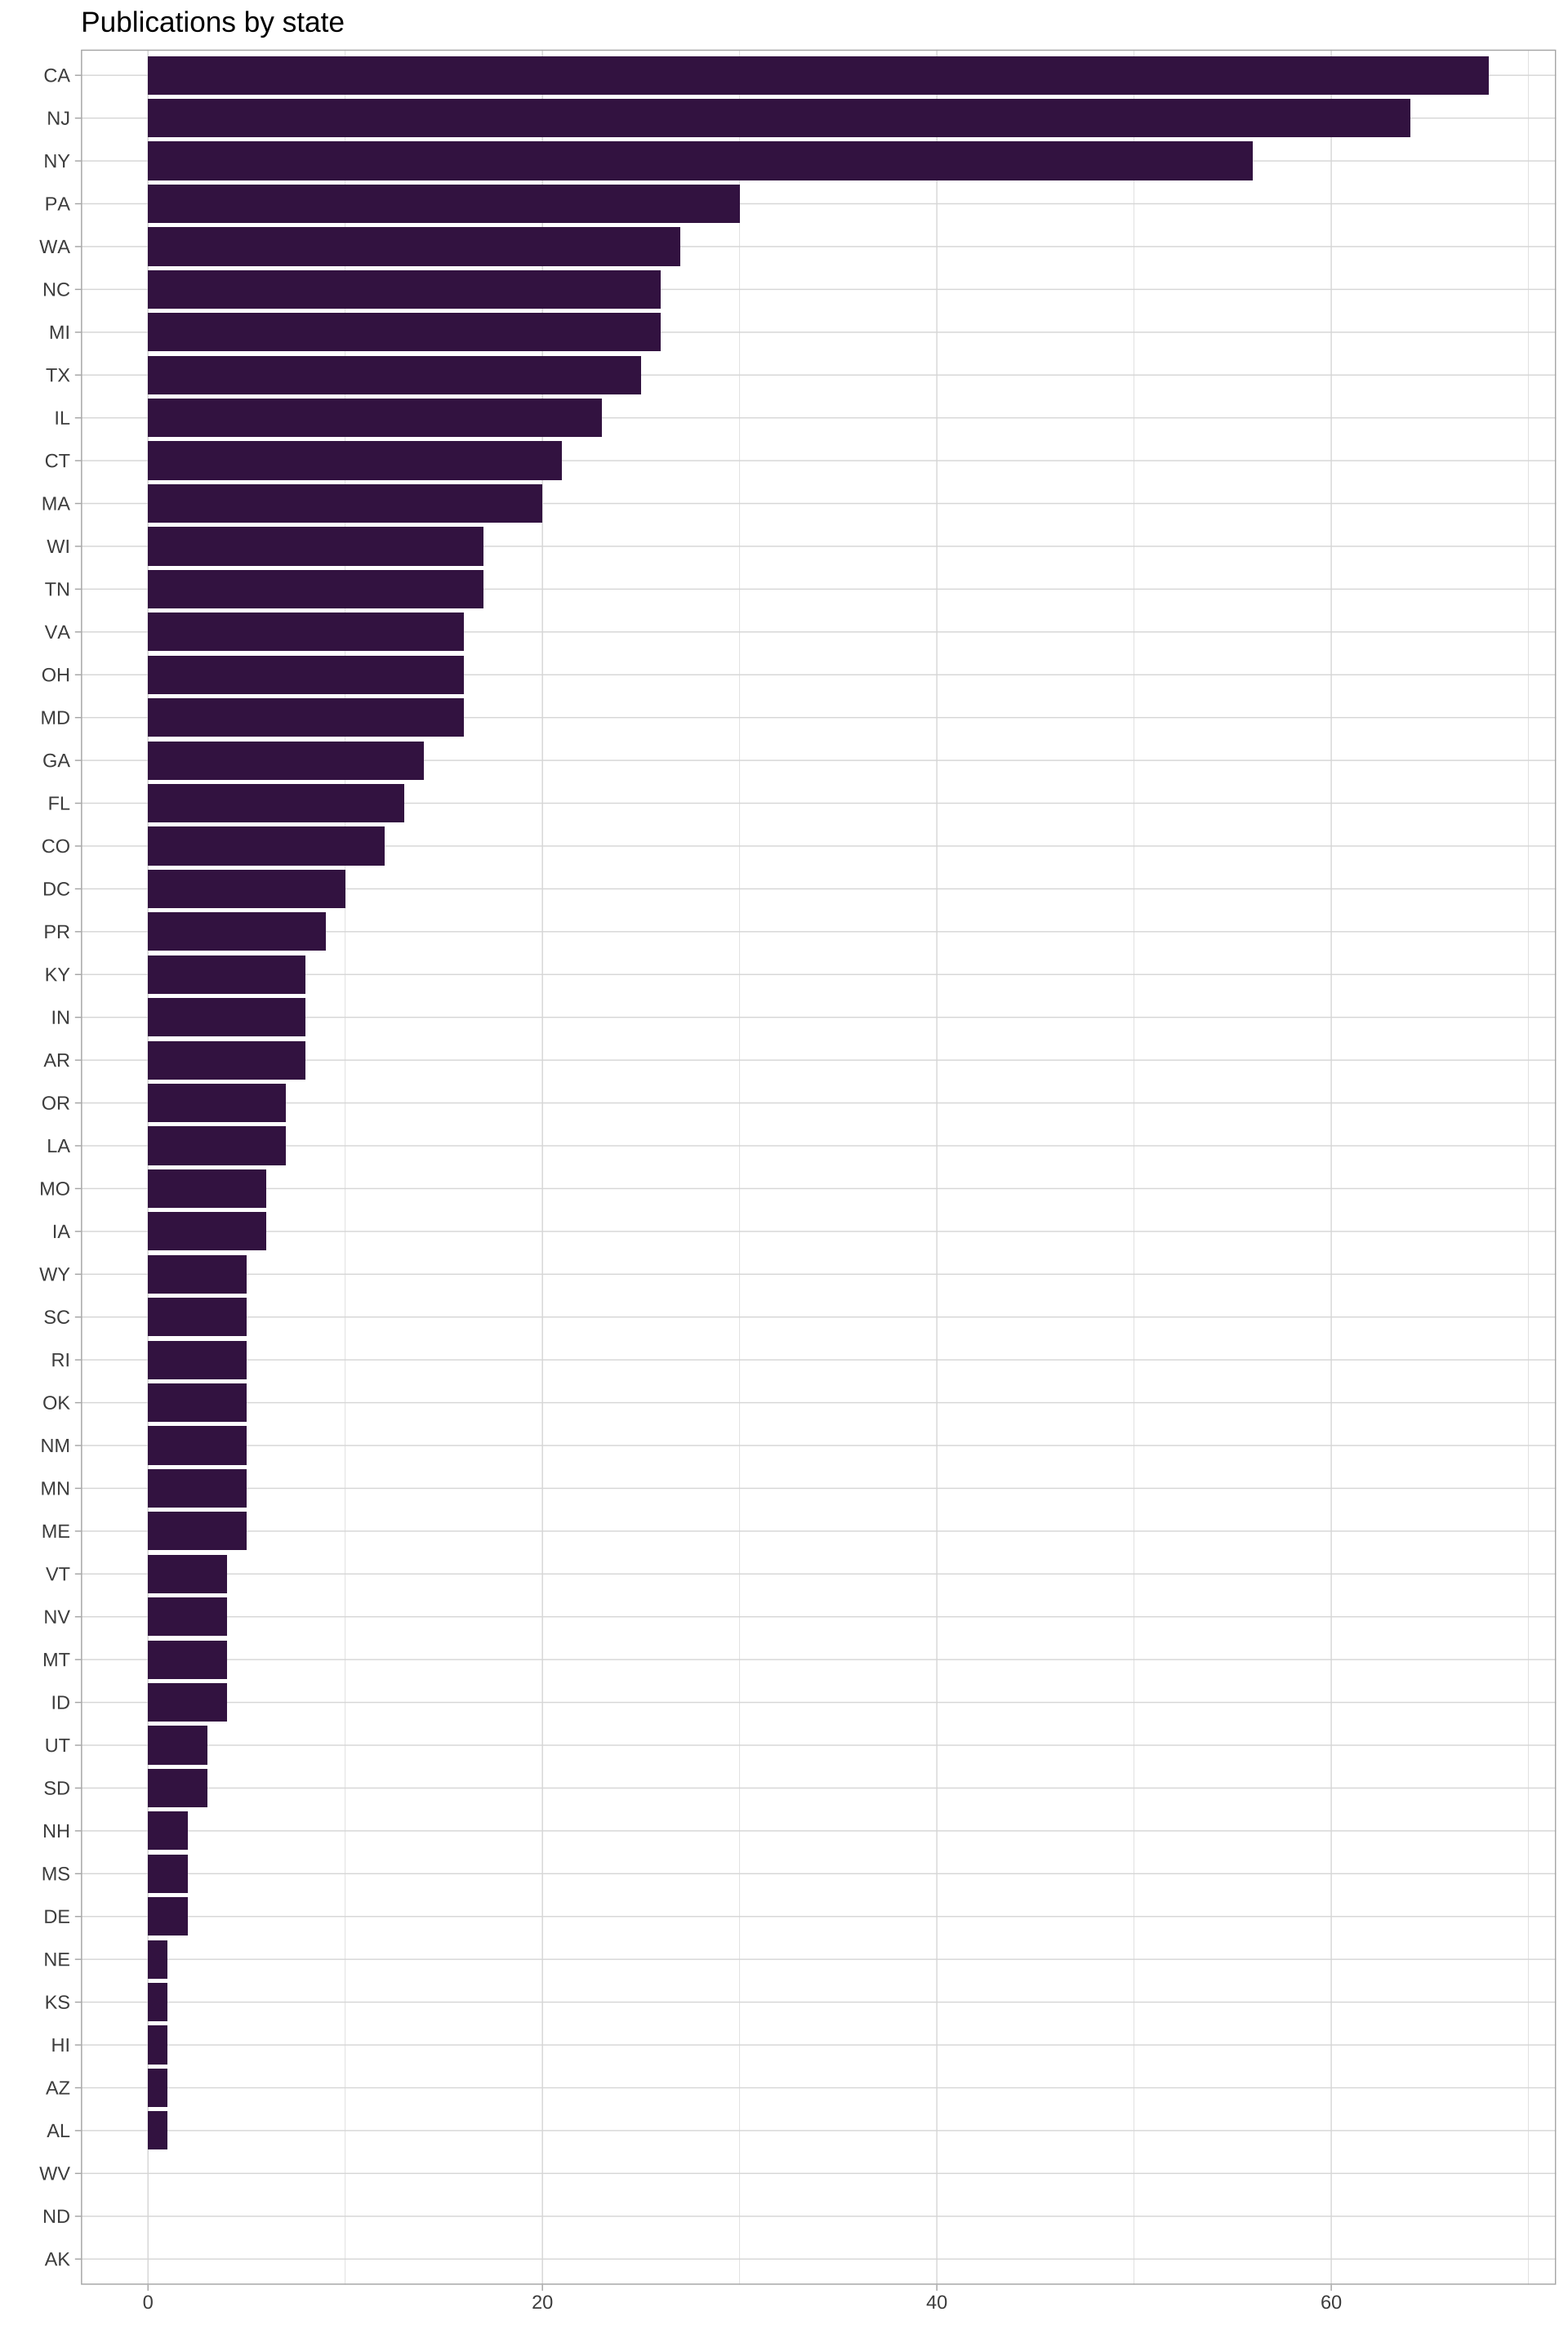 Publications by state
CA
NJ
NY
PA
WA
NC
MI
TX
IL
CT
MA
WI
TN
VA
OH
MD
GA
FL
CO
DC
PR
KY
IN
AR
OR
LA
MO
IA
WY
SC
RI
OK
NM
MN
ME
VT
NV
MT
ID
UT
SD
NH
MS
DE
NE
KS
HI
AZ
AL
WV
ND
AK
0 20 40 60